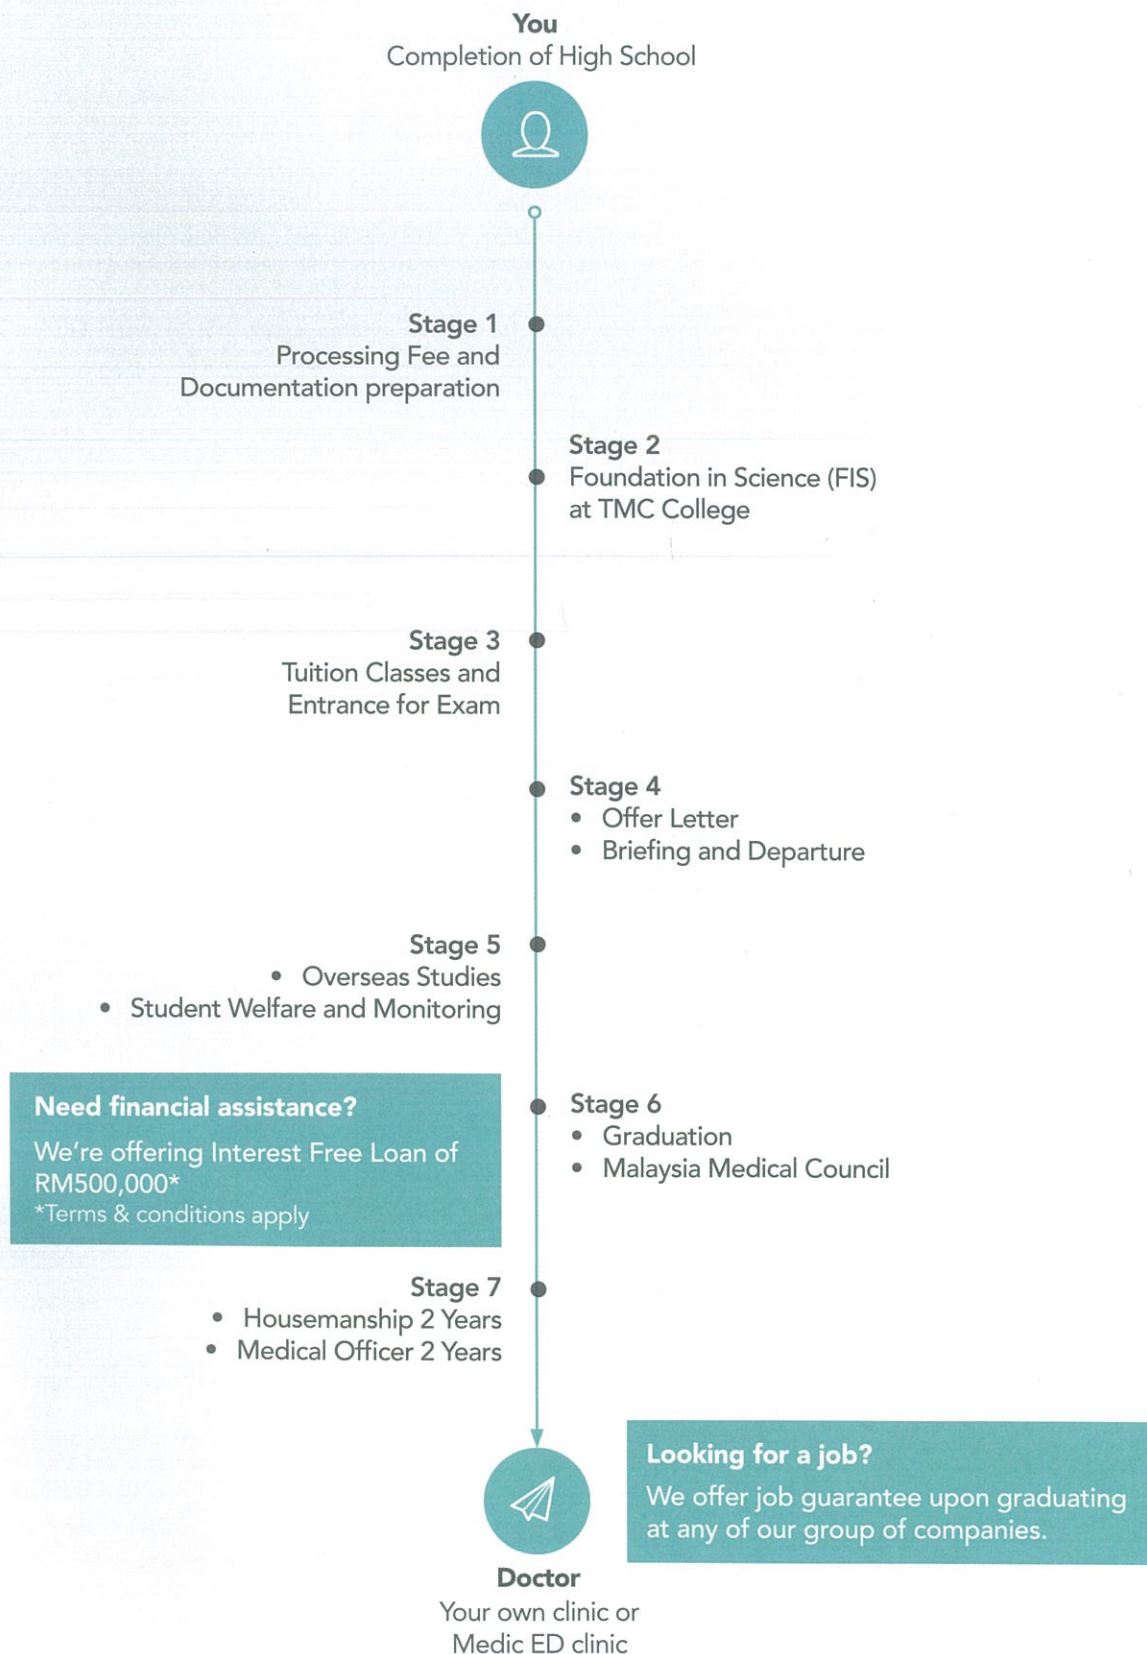 You
Completion of High School
Stage 1
Processing Fee and
Documentation preparation
Stage 2
Foundation in Science (FIS)
at TMC College
Stage 3
Tuition Classes and
Entrance for Exam
Stage 4
• Offer Letter
• Briefing and Departure
Stage 5
• Overseas Studies
• Student Welfare and Monitoring
Need financial assistance?
We're offering Interest Free Loan of
RM500,000*
*Terms & conditions apply
Stage 6
• Graduation
• Malaysia Medical Council
Stage 7
• Housemanship 2 Years
• Medical Officer 2 Years
Looking for a job?
We offer job guarantee upon graduating
at any of our group of companies.
Doctor
Your own clinic or
Medic ED clinic